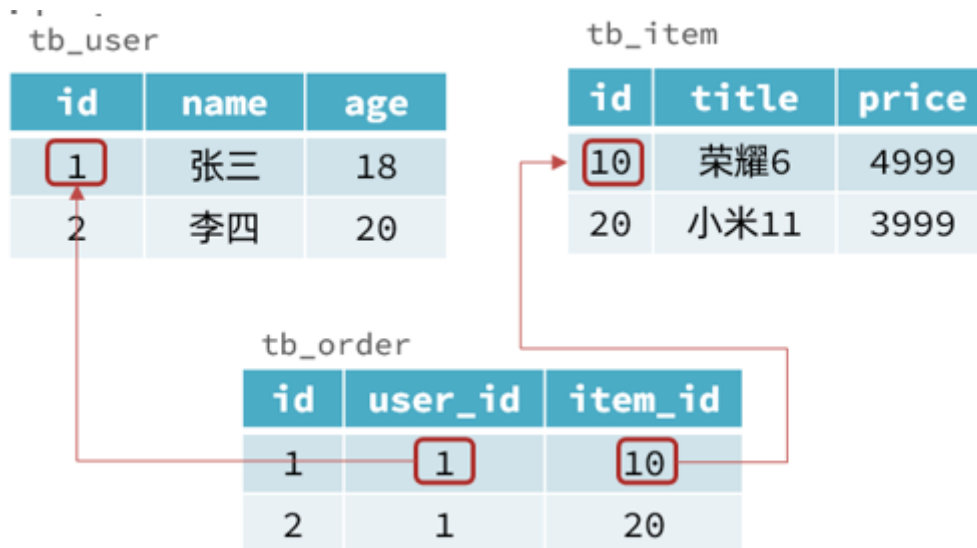 tb_user
id name age
1 张三 18
2 李四 20
tb_item
id title price
10 荣耀6 4999
20 小米11 3999
tb_order
id user_id item_id
1 1 10
2 1 20